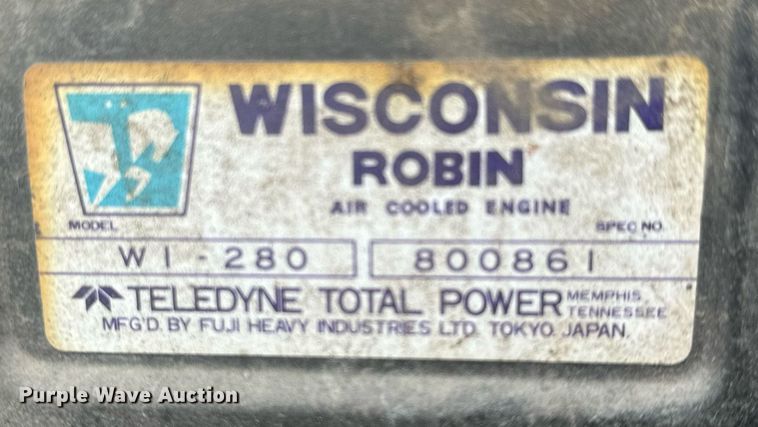 WISCONSIN
ROBIN
AIR COOLED ENGINE
MODEL SPEC NO.
WI-280 800861
TELEDYNE TOTAL POWER MEMPHIS, TENNESSEE
MFG'D. BY FUJI HEAVY INDUSTRIES LTD. TOKYO. JAPAN.
Purple Wave Auction